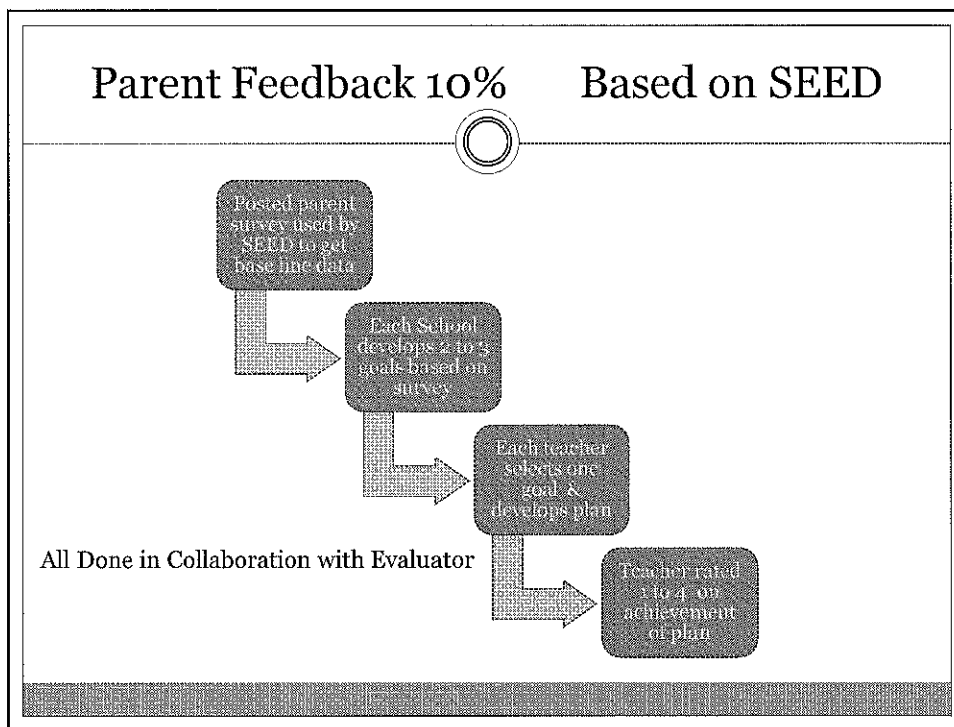 Parent Feedback 10% Based on SEED
Posted parent
survey used by
SEED to get
base line data
Each School
develops 2 to 3
goals based on
survey
Each teacher
selects one
goal &
develops plan
All Done in Collaboration with Evaluator
Teacher rated
1 to 4 on
achievement
of plan